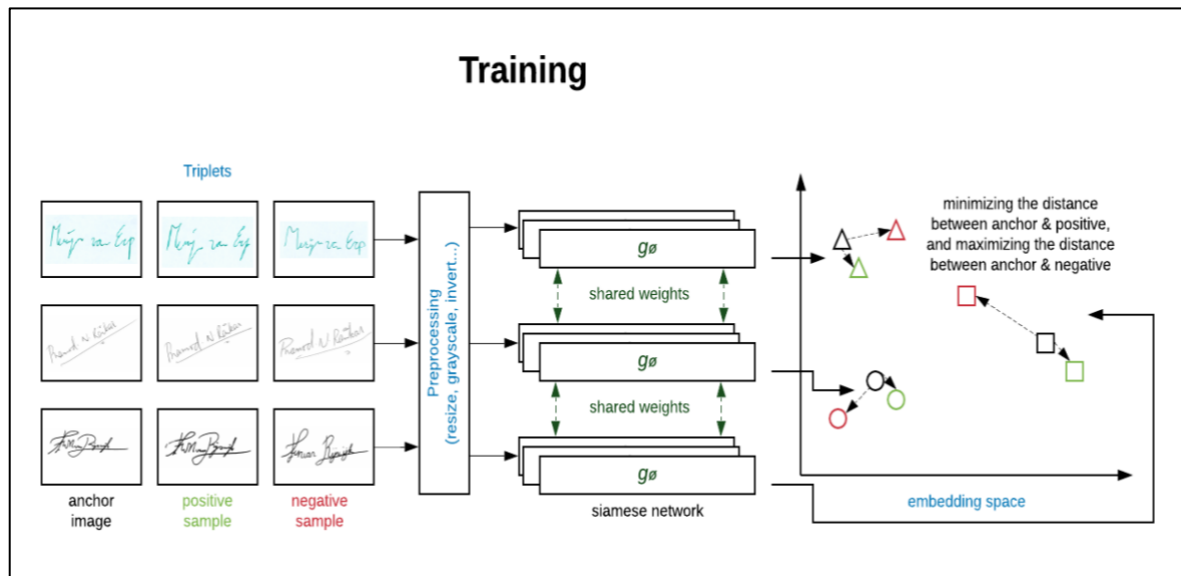 Training
Triplets
anchor
image
positive
sample
negative
sample
Preprocessing
(resize, grayscale, invert...)
gø
shared weights
gø
shared weights
gø
siamese network
minimizing the distance
between anchor & positive,
and maximizing the distance
between anchor & negative
embedding space